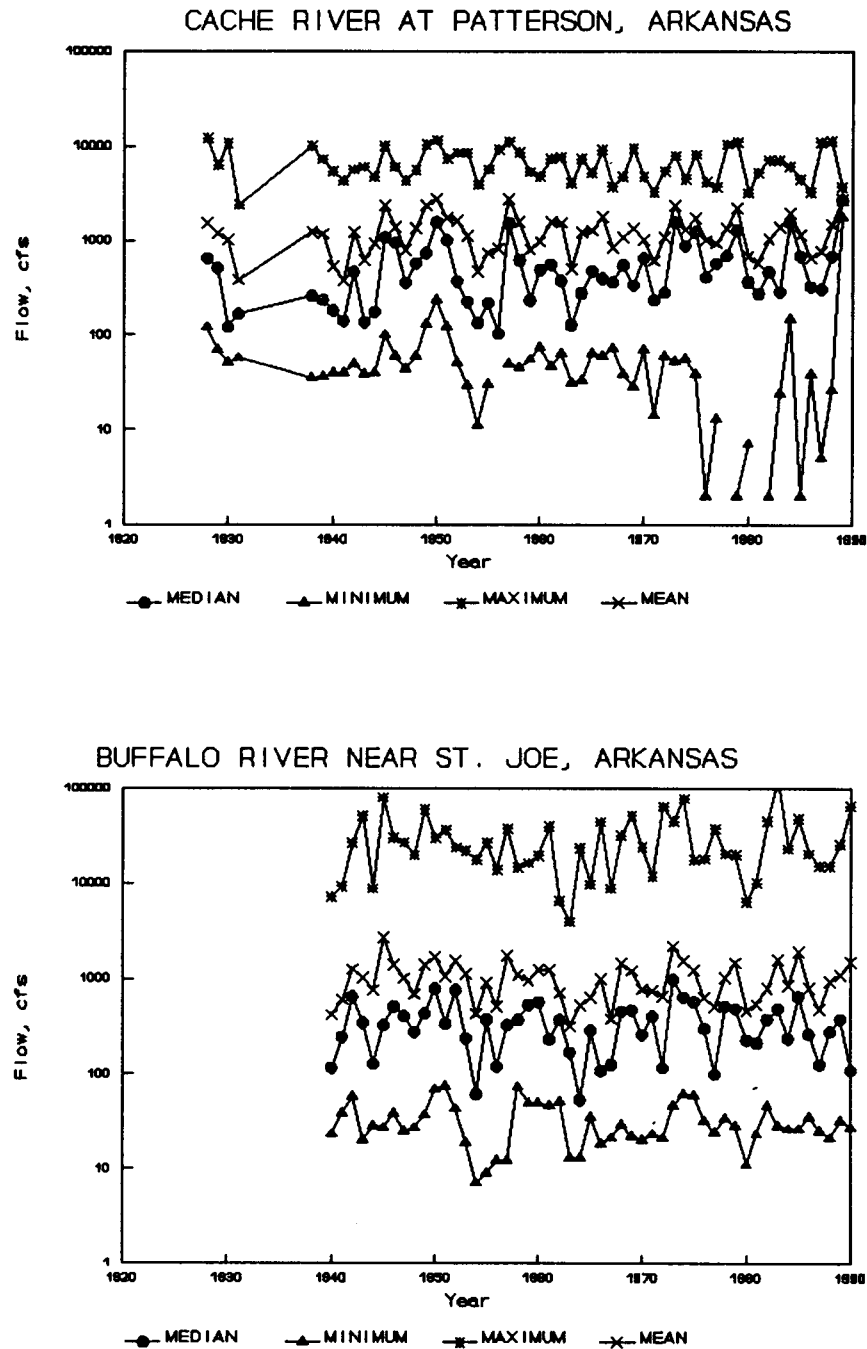 CACHE RIVER AT PATTERSON, ARKANSAS
100000
10000
1000
100
10
1
Flow, cfs
1920 1930 1940 1950 1960 1970 1980 1990
Year
MEDIAN MINIMUM MAXIMUM MEAN
BUFFALO RIVER NEAR ST. JOE, ARKANSAS
100000
10000
1000
100
10
1
Flow, cfs
1920 1930 1940 1950 1960 1970 1980 1990
Year
MEDIAN MINIMUM MAXIMUM MEAN